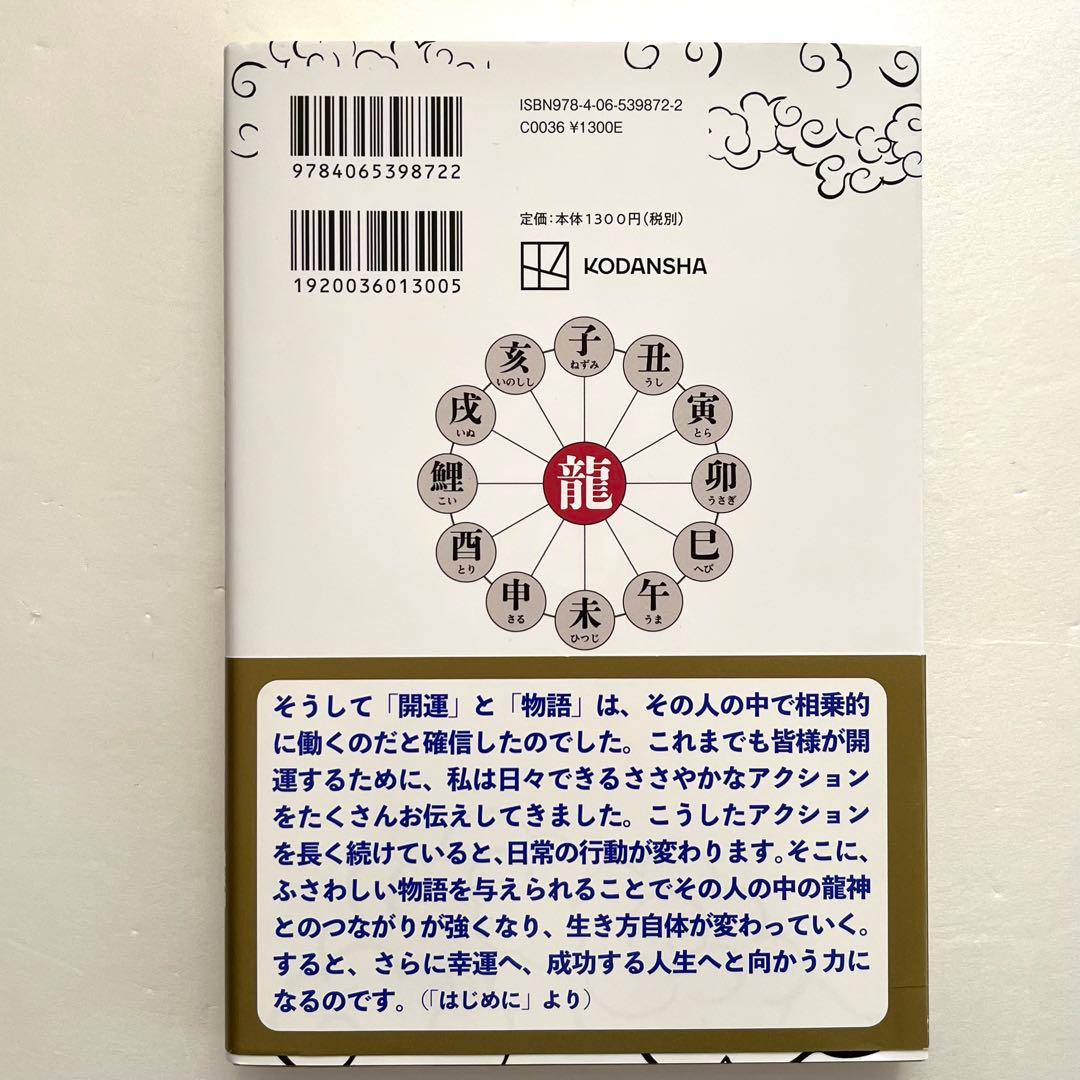 ISBN978-4-06-539872-2
C0036 ¥1300E
9784065398722
定価：本体1300円（税別）
KODANSHA
1920036013005
子
ねずみ
丑
うし
寅
とら
卯
うさぎ
巳
へび
午
うま
未
ひつじ
申
さる
酉
とり
鯉
こい
戌
いぬ
亥
いのしし
龍
そうして「開運」と「物語」は、その人の中で相乗的
に働くのだと確信したのでした。これまでも皆様が開
運するために、私は日々できるささやかなアクション
をたくさんお伝えしてきました。こうしたアクション
を長く続けていると、日常の行動が変わります。そこに、
ふさわしい物語を与えられることでその人の中の龍神
とのつながりが強くなり、生き方自体が変わっていく。
すると、さらに幸運へ、成功する人生へと向かう力に
なるのです。（「はじめに」より）